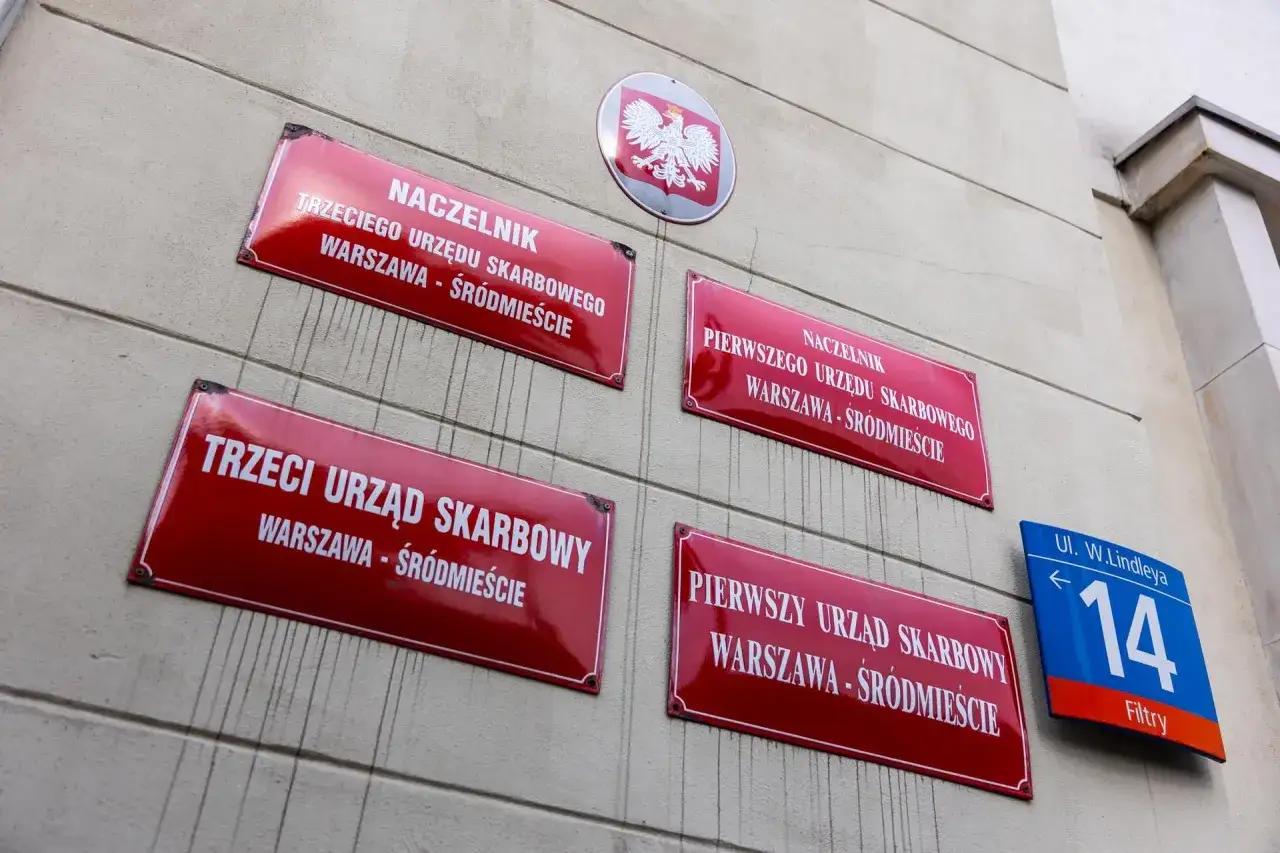 NACZELNIK
TRZECIEGO URZĘDU SKARBOWEGO
WARSZAWA - ŚRÓDMIEŚCIE
NACZELNIK
PIERWSZEGO URZĘDU SKARBOWEGO
WARSZAWA - ŚRÓDMIEŚCIE
TRZECI URZĄD SKARBOWY
WARSZAWA - ŚRÓDMIEŚCIE
PIERWSZY URZĄD SKARBOWY
WARSZAWA - ŚRÓDMIEŚCIE
Ul. W.Lindleya
← 14
Filtry